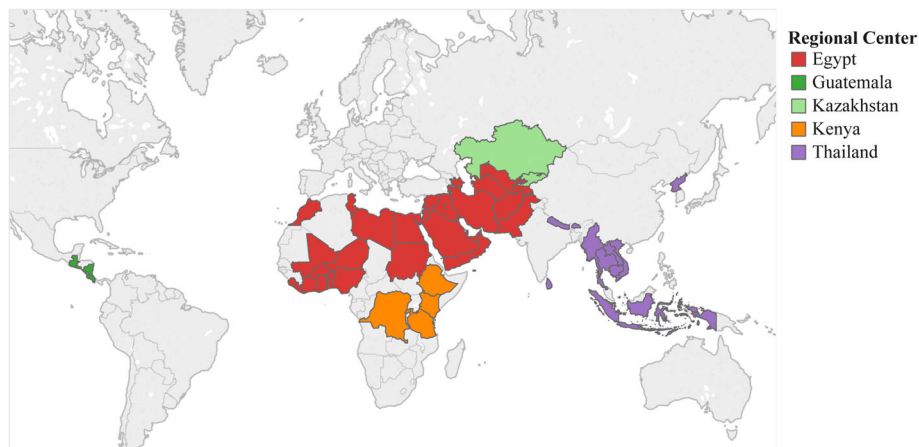 Regional Center
Egypt
Guatemala
Kazakhstan
Kenya
Thailand